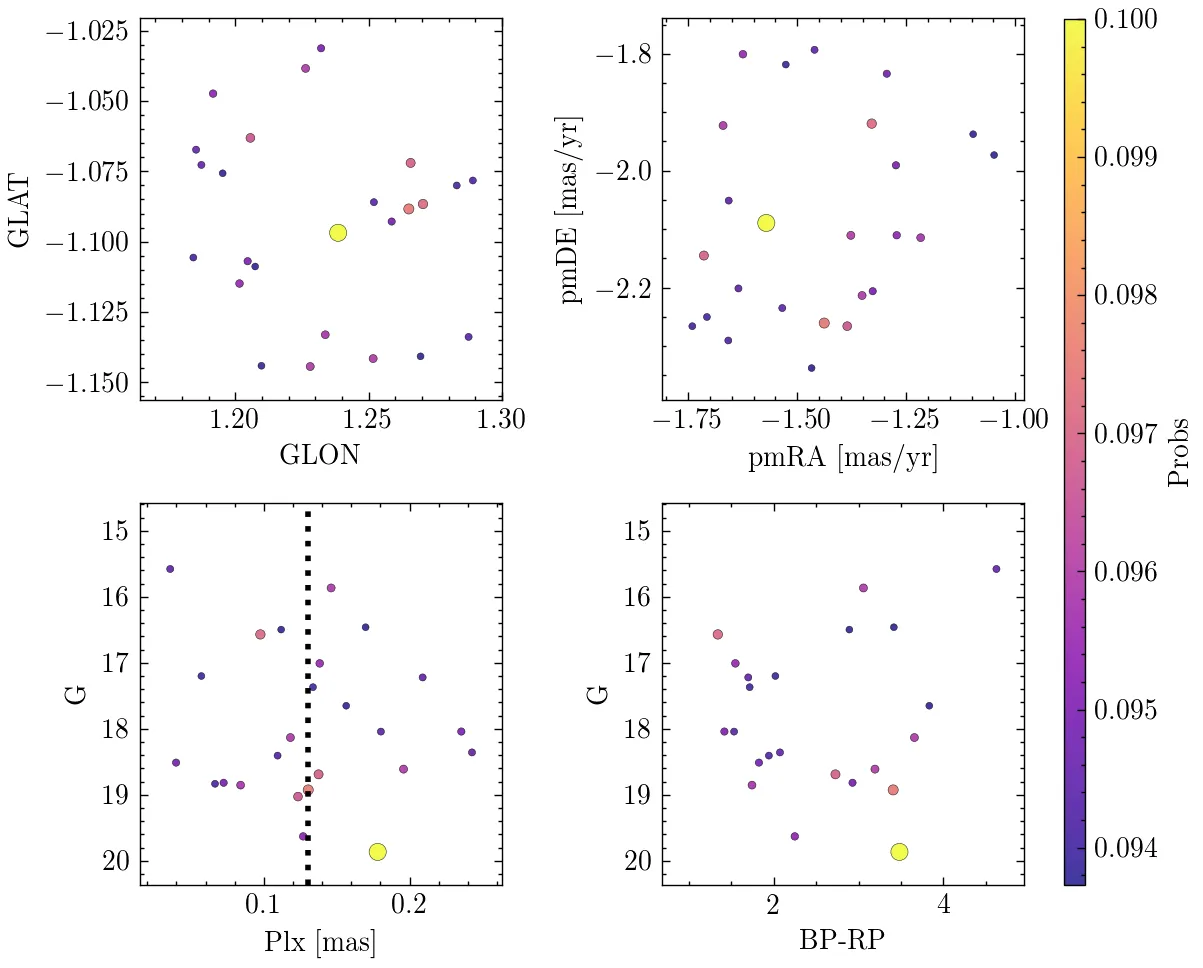 −1.025
−1.050
−1.075
−1.100
−1.125
−1.150
GLAT
1.20 1.25 1.30
GLON
−1.8
−2.0
−2.2
pmDE [mas/yr]
−1.75 −1.50 −1.25 −1.00
pmRA [mas/yr]
15
16
17
18
19
20
G
0.1 0.2
Plx [mas]
15
16
17
18
19
20
G
2 4
BP-RP
0.100
0.099
0.098
0.097
0.096
0.095
0.094
Probs